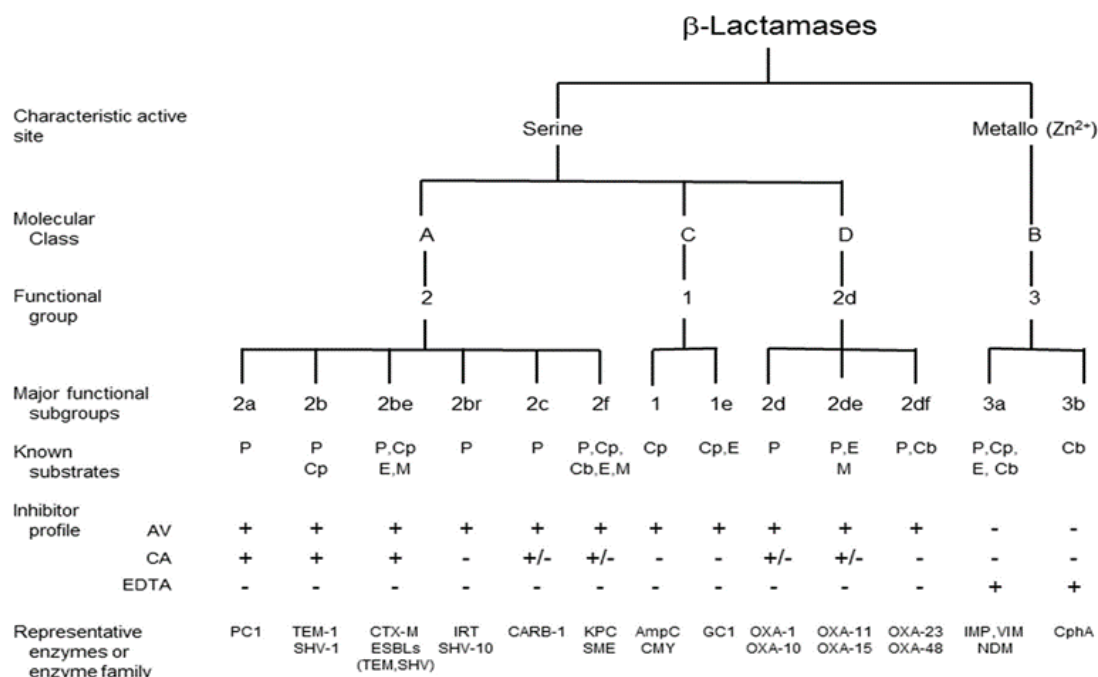 β-Lactamases
Characteristic active
site
Serine
Metallo (Zn²⁺)
Molecular
Class
A C D B
Functional
group
2 1 2d 3
Major functional
subgroups
2a 2b 2be 2br 2c 2f 1 1e 2d 2de 2df 3a 3b
Known
substrates
P P P,Cp P P P,Cp, Cp Cp,E P P,E P,Cb P,Cp, Cb
Cp E,M Cb,E,M M E, Cb
Inhibitor
profile
AV + + + + + + + + + + + - -
CA + + + - +/- +/- - - +/- +/- - - -
EDTA - - - - - - - - - - - + +
Representative
enzymes or
enzyme family
PC1 TEM-1 CTX-M IRT CARB-1 KPC AmpC GC1 OXA-1 OXA-11 OXA-23 IMP,VIM CphA
SHV-1 ESBLs SHV-10 SME CMY OXA-10 OXA-15 OXA-48 NDM
(TEM,SHV)